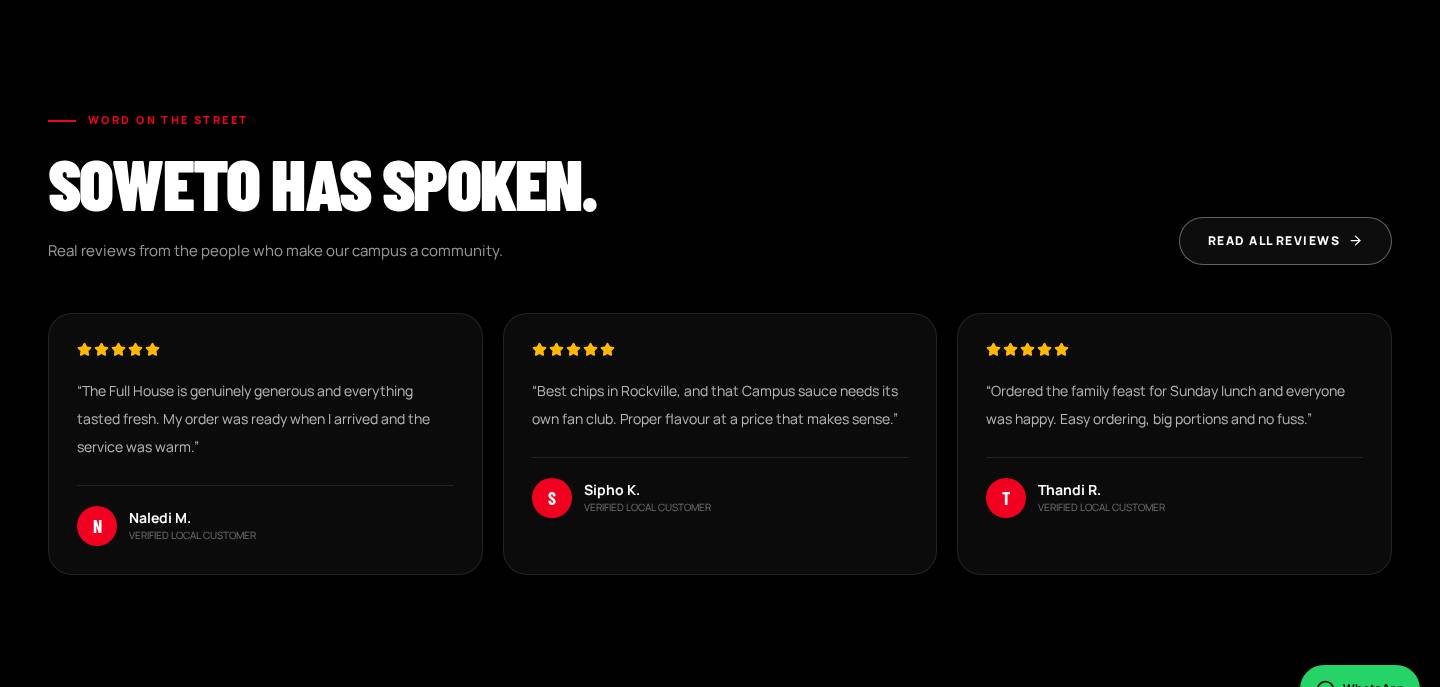 WORD ON THE STREET
SOWETO HAS SPOKEN.
Real reviews from the people who make our campus a community.
READ ALL REVIEWS
“The Full House is genuinely generous and everything
tasted fresh. My order was ready when I arrived and the
service was warm.”
N
Naledi M.
VERIFIED LOCAL CUSTOMER
“Best chips in Rockville, and that Campus sauce needs its
own fan club. Proper flavour at a price that makes sense.”
S
Sipho K.
VERIFIED LOCAL CUSTOMER
“Ordered the family feast for Sunday lunch and everyone
was happy. Easy ordering, big portions and no fuss.”
T
Thandi R.
VERIFIED LOCAL CUSTOMER
WhatsApp